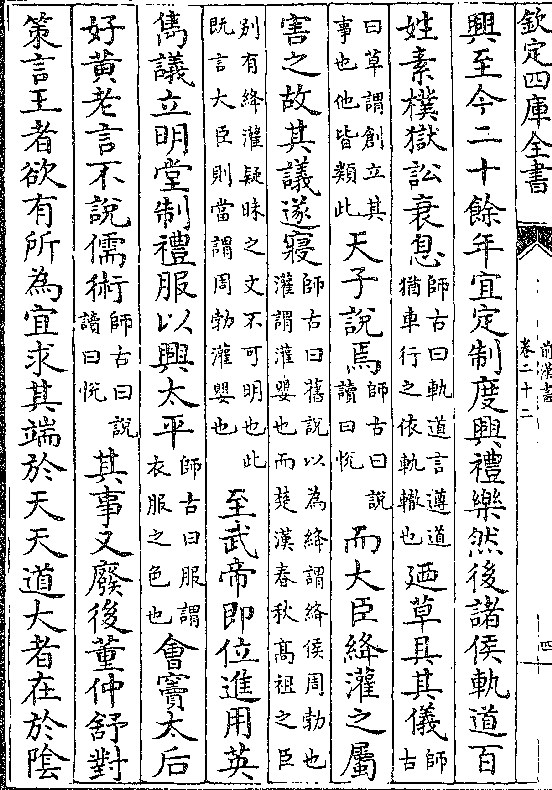 欽定四庫全書
前漢書
卷二十二
四
興至今二十餘年宜定制度興禮樂然後諸侯軌道百
姓素樸獄訟衰息師古曰軌道言遵道猶車行之依軌轍也廼草具其儀師古
曰草謂創立其事也他皆類此天子說焉師古曰說讀曰悅而大臣絳灌之屬
害之故其議遂寢師古曰舊說以為絳謂絳侯周勃也灌謂灌嬰也而楚漢春秋高祖之臣
別有絳灌疑昧之文不可明也此既言大臣則當謂周勃灌嬰也至武帝即位進用英
雋議立明堂制禮服以興太平師古曰服謂衣服之色也會竇太后
好黃老言不說儒術師古曰說讀曰悅其事又廢後董仲舒對
策言王者欲有所為宜求其端於天天道大者在於陰